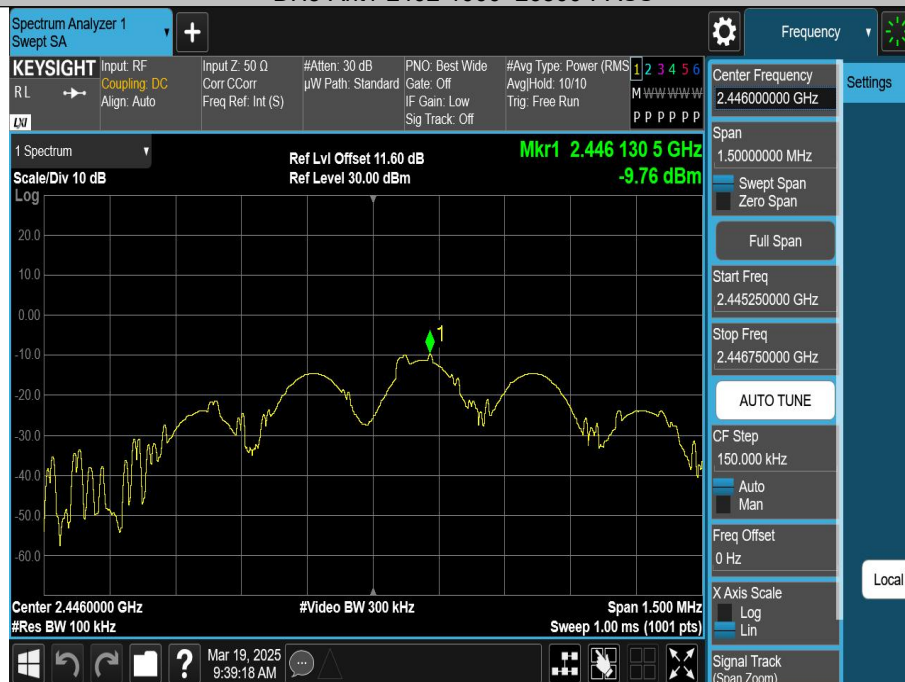 Spectrum Analyzer 1
Swept SA
+
Frequency
KEYSIGHT
RL
LXI
Input: RF
Coupling: DC
Align: Auto
Input Z: 50 Ω
Corr CCorr
Freq Ref: Int (S)
#Atten: 30 dB
µW Path: Standard
PNO: Best Wide
Gate: Off
IF Gain: Low
Sig Track: Off
#Avg Type: Power (RMS
Avg|Hold: 10/10
Trig: Free Run
1 2 3 4 5 6
M W W W W W
P P P P P P
Center Frequency
2.446000000 GHz
Settings
1 Spectrum
Scale/Div 10 dB
Log
Ref Lvl Offset 11.60 dB
Ref Level 30.00 dBm
Mkr1 2.446 130 5 GHz
-9.76 dBm
20.0
10.0
0.00
-10.0
-20.0
-30.0
-40.0
-50.0
-60.0
1
Span
1.50000000 MHz
Swept Span
Zero Span
Full Span
Start Freq
2.445250000 GHz
Stop Freq
2.446750000 GHz
AUTO TUNE
CF Step
150.000 kHz
Auto
Man
Freq Offset
0 Hz
Local
X Axis Scale
Log
Lin
Signal Track
(Span Zoom)
Center 2.4460000 GHz
#Res BW 100 kHz
#Video BW 300 kHz
Span 1.500 MHz
Sweep 1.00 ms (1001 pts)
?
Mar 19, 2025
9:39:18 AM